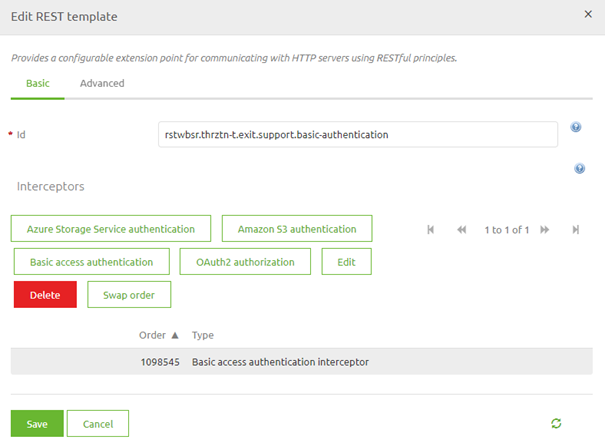 Edit REST template ×
Provides a configurable extension point for communicating with HTTP servers using RESTful principles.
Basic Advanced
* Id rstwbsr.thrztn-t.exit.support.basic-authentication ?
?
Interceptors
Azure Storage Service authentication Amazon S3 authentication 1 to 1 of 1
Basic access authentication OAuth2 authorization Edit
Delete Swap order
Order ▲ Type
1098545 Basic access authentication interceptor
Save Cancel